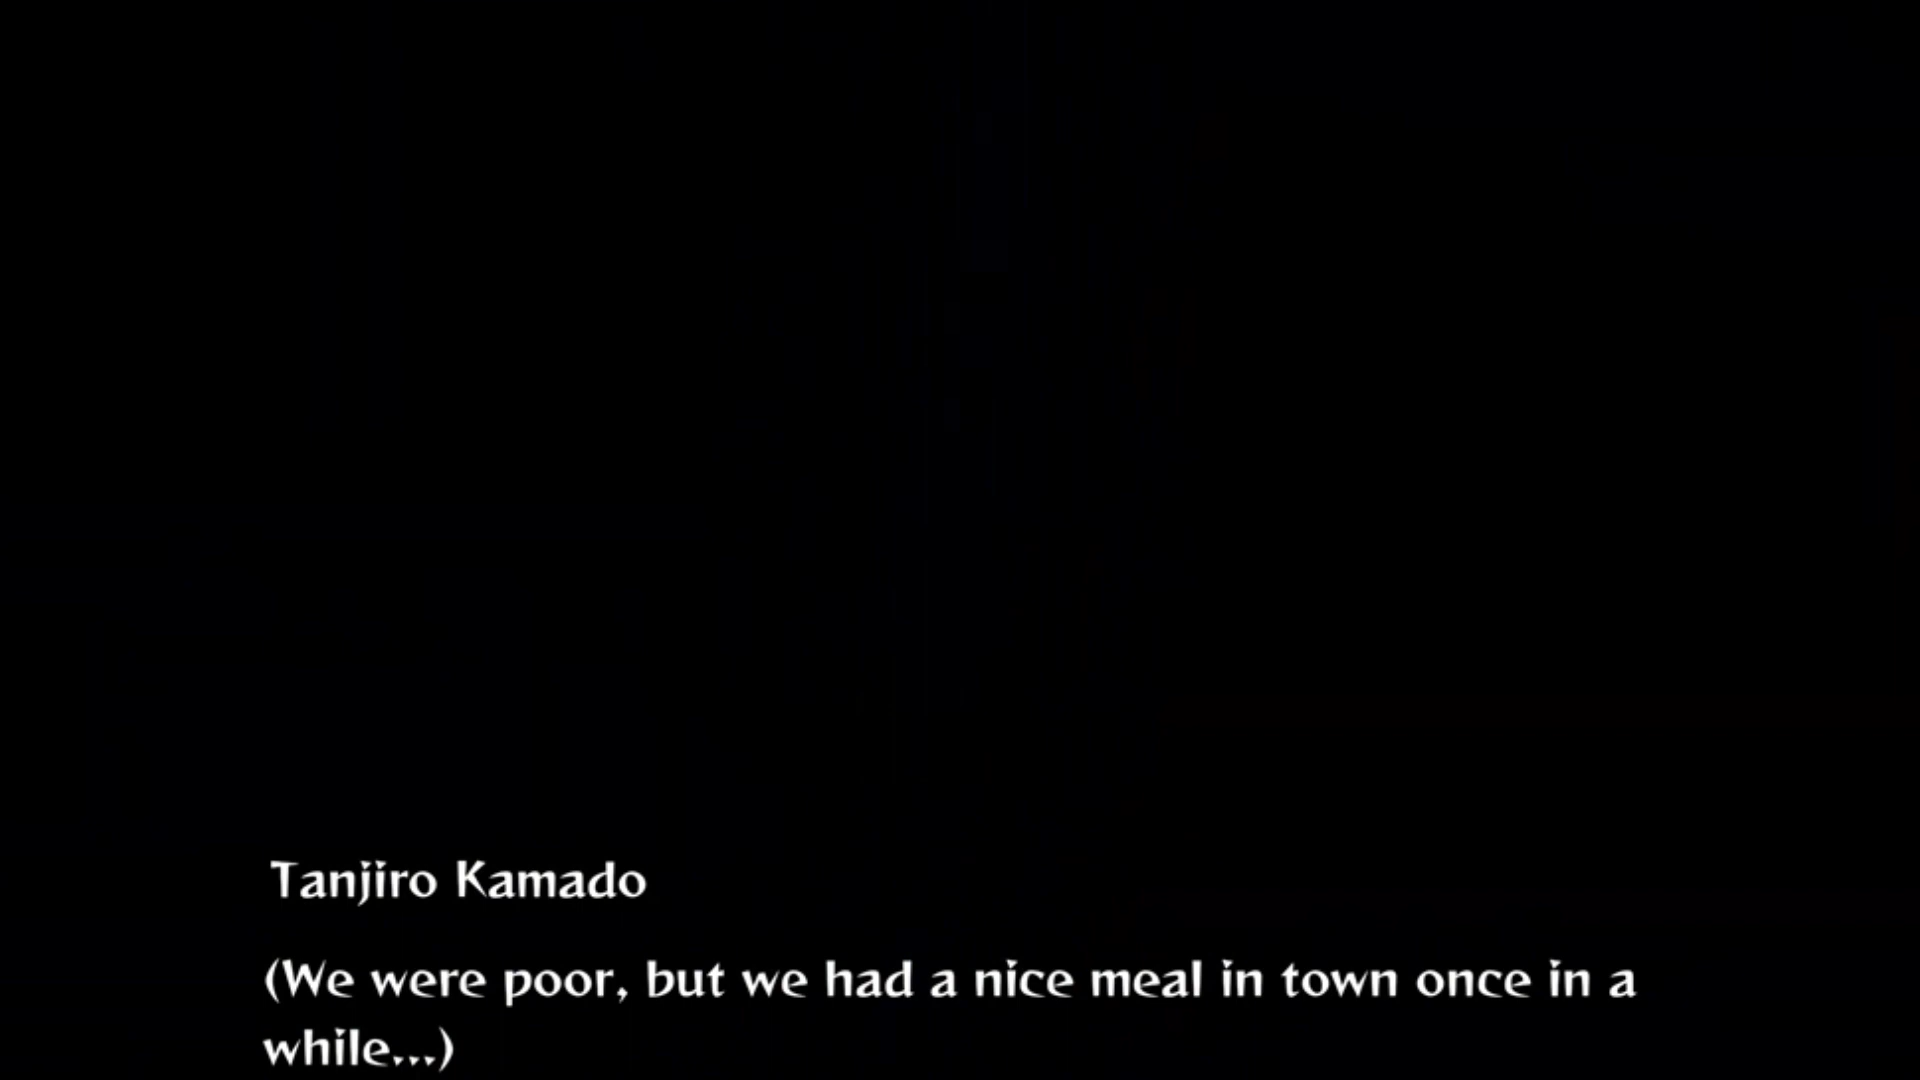 Tanjiro Kamado
(We were poor, but we had a nice meal in town once in a
while...)